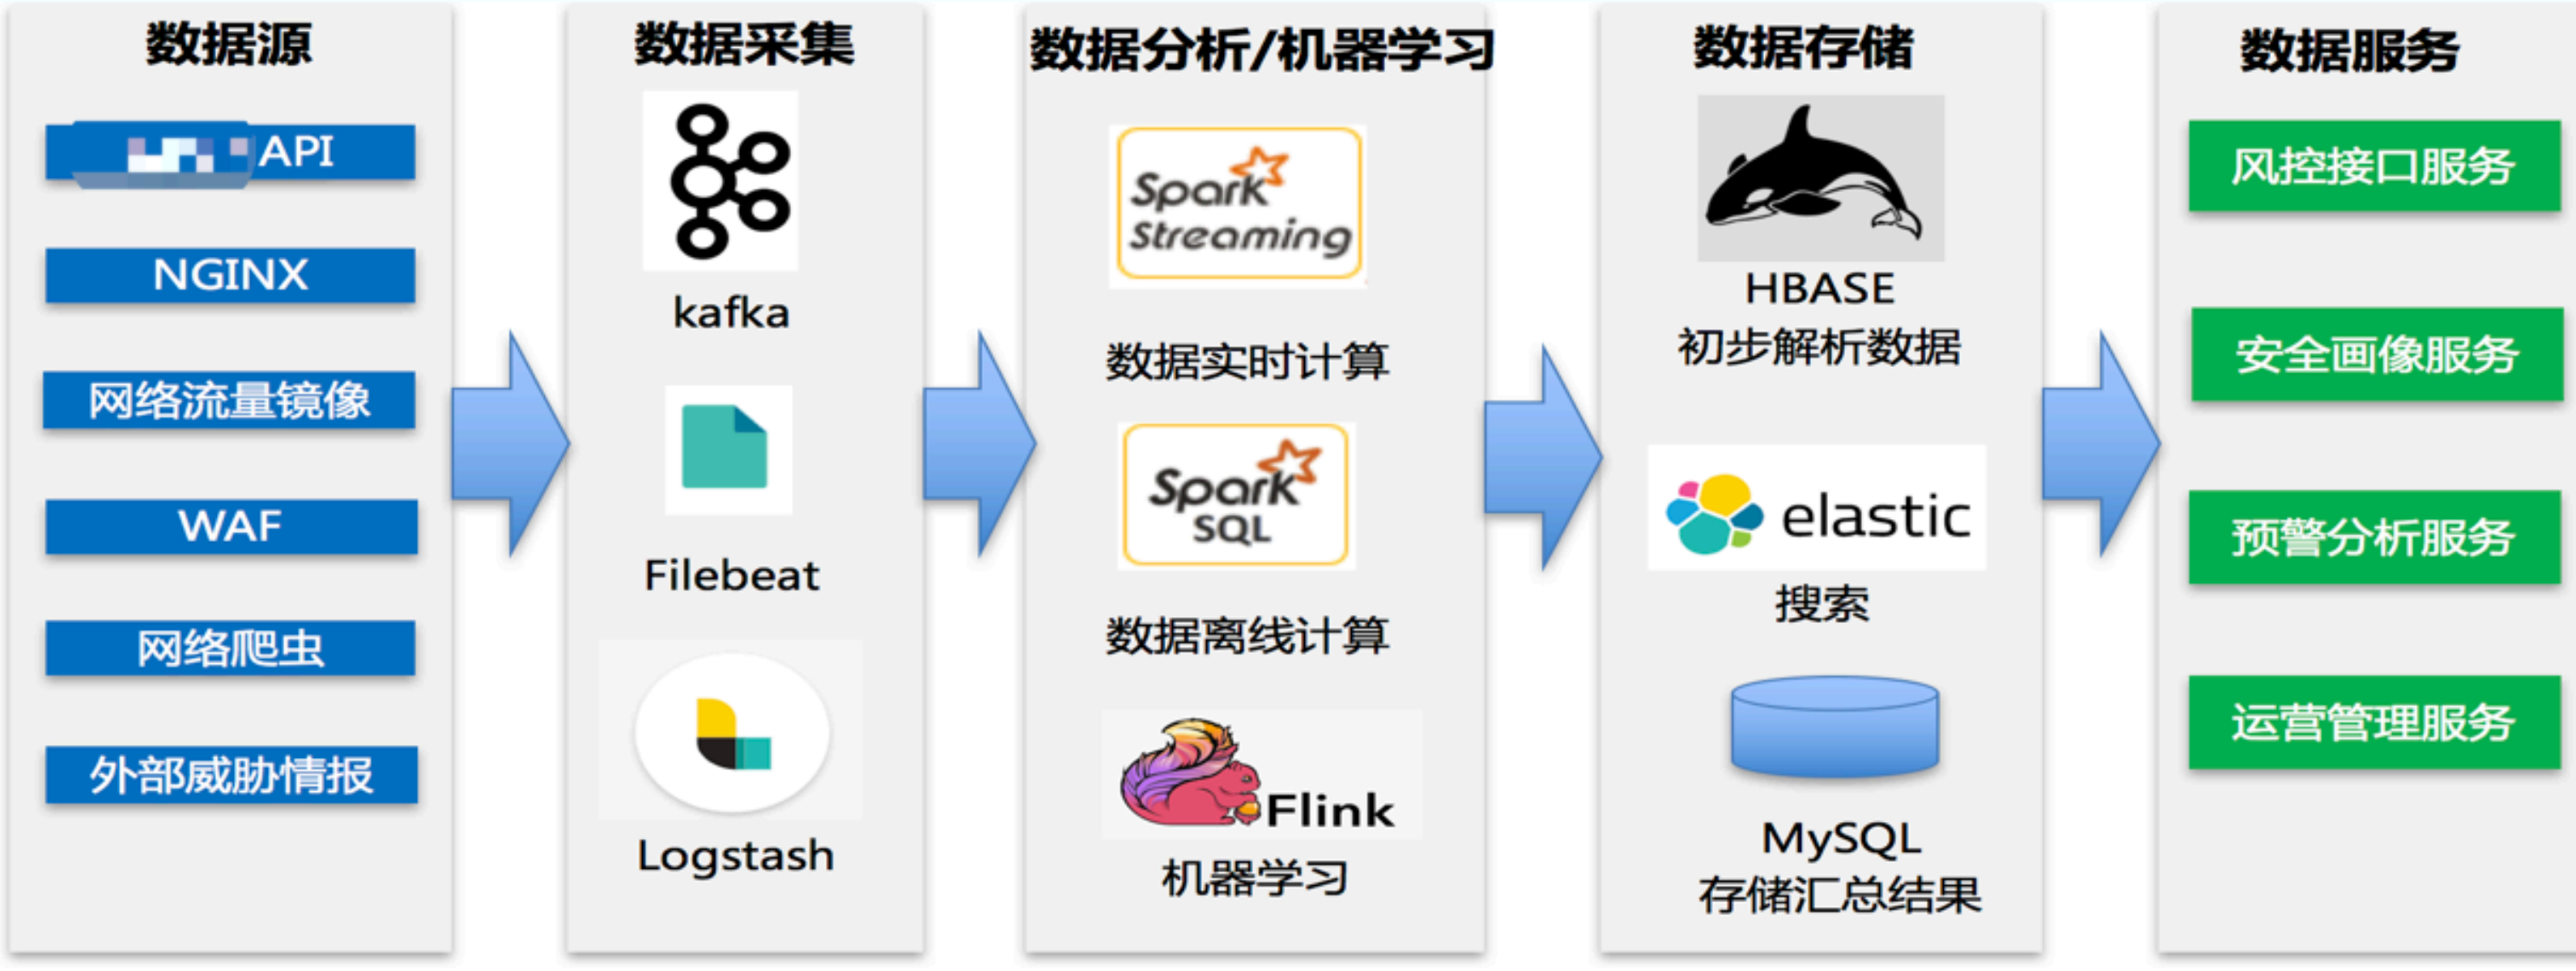 数据源
API
NGINX
网络流量镜像
WAF
网络爬虫
外部威胁情报
数据采集
kafka
Filebeat
Logstash
数据分析/机器学习
Spark
Streaming
数据实时计算
Spark
SQL
数据离线计算
Flink
机器学习
数据存储
HBASE
初步解析数据
elastic
搜索
MySQL
存储汇总结果
数据服务
风控接口服务
安全画像服务
预警分析服务
运营管理服务